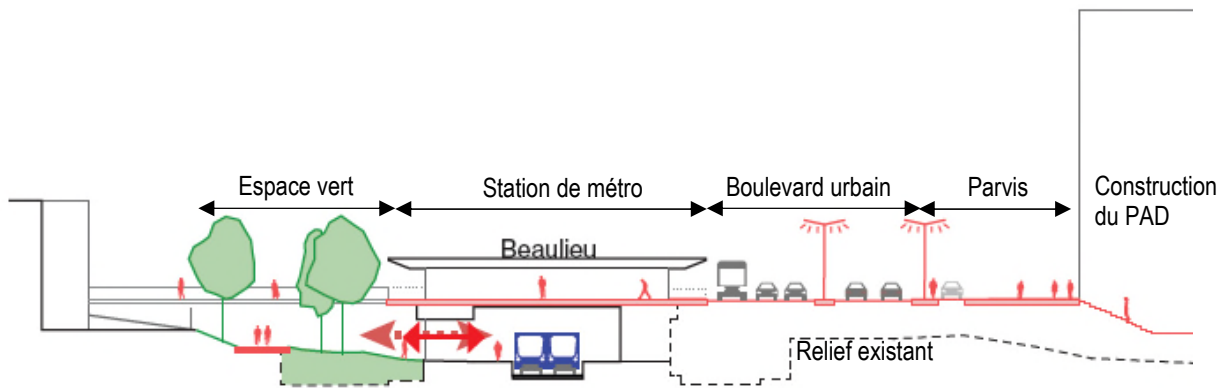 Espace vert
Station de métro
Boulevard urbain
Parvis
Construction
du PAD
Beaulieu
Relief existant